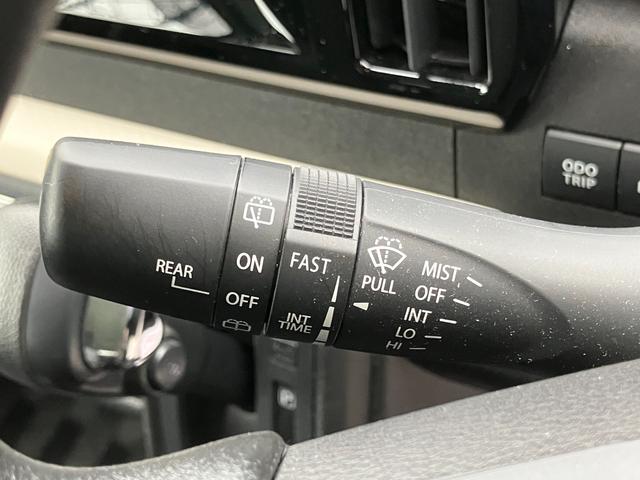 ODO
TRIP
REAR
ON
OFF
FAST
INT
TIME
PULL
MIST
OFF
INT
LO
HI
P